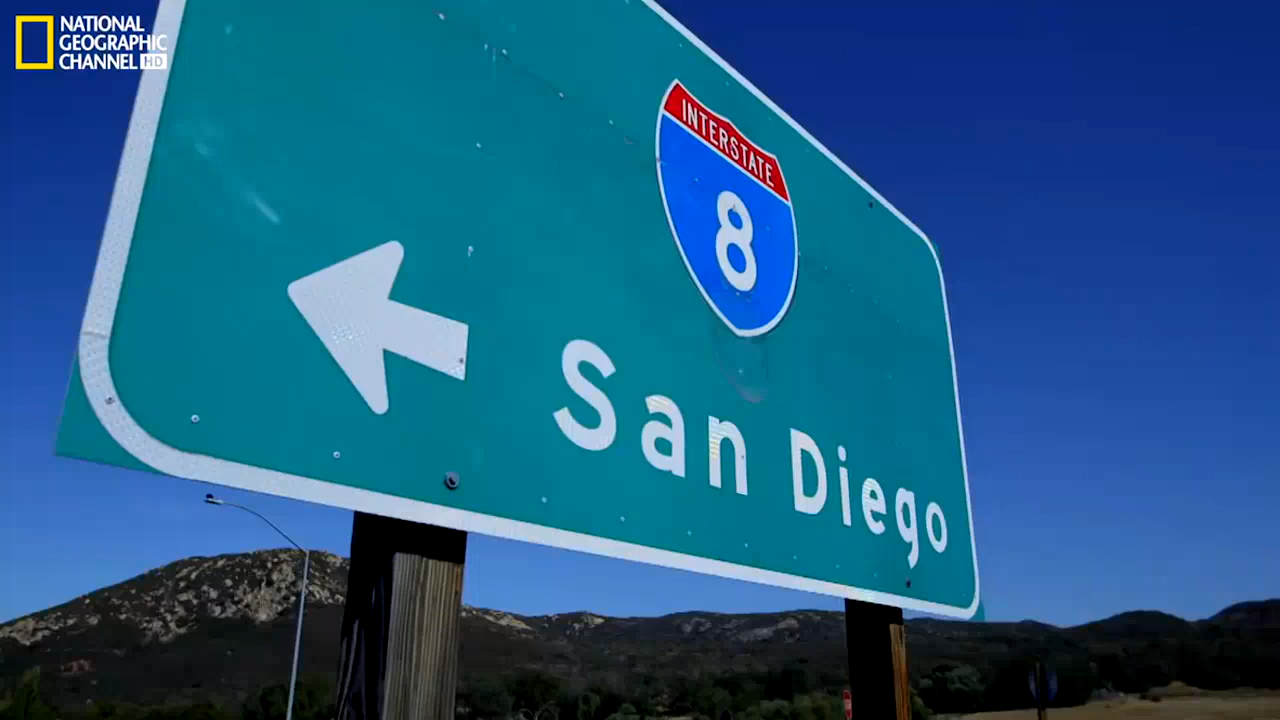 NATIONAL
GEOGRAPHIC
CHANNEL HD
INTERSTATE
8
San Diego